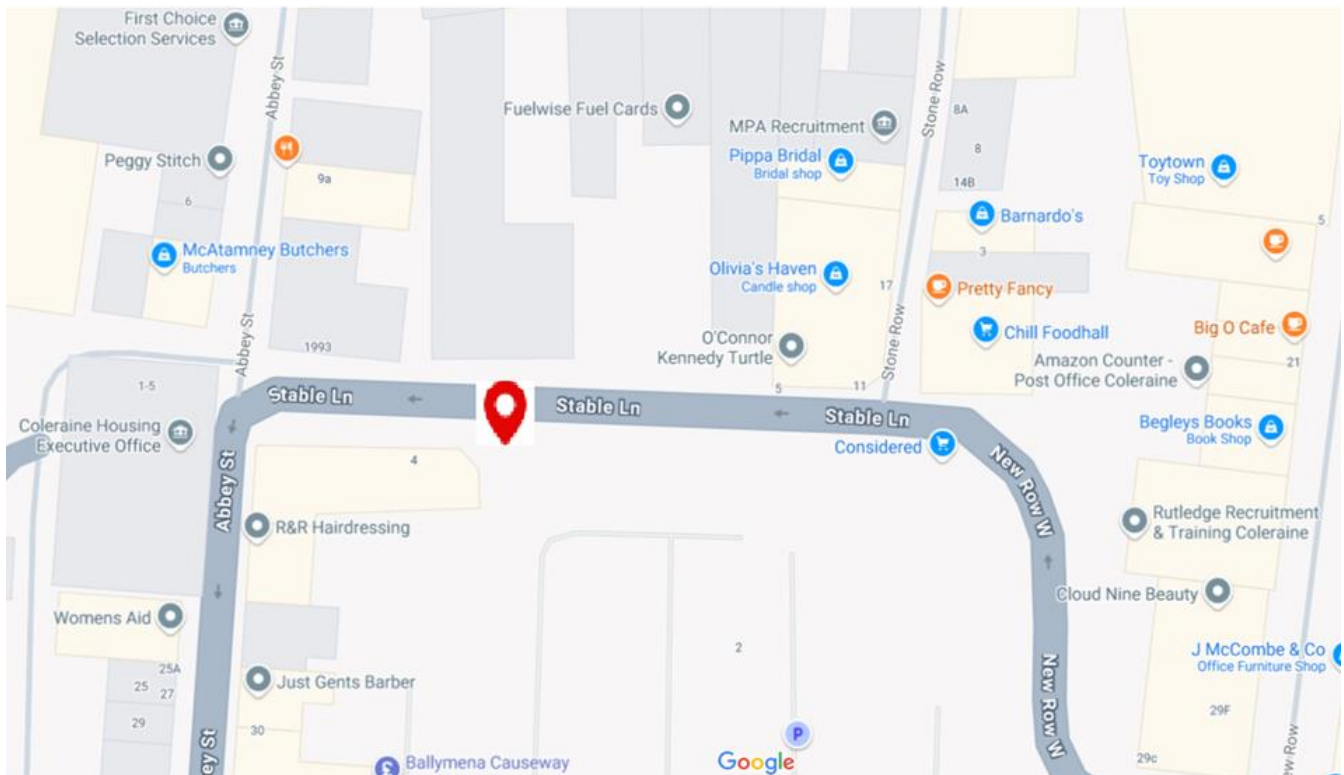 First Choice
Selection Services
Abbey St
Stone Row
Fuelwise Fuel Cards
MPA Recruitment
8A
8
14B
Pippa Bridal
Bridal shop
Toytown
Toy Shop
Peggy Stitch
9a
6
Barnardo's
5
3
McAtamney Butchers
Butchers
Olivia's Haven
Candle shop
17
Pretty Fancy
Abbey St
1993
Stone Row
Chill Foodhall
Big O Cafe
O'Connor
Kennedy Turtle
Amazon Counter -
Post Office Coleraine
21
1-5
Stable Ln
Stable Ln
5
11
Stable Ln
Coleraine Housing
Executive Office
Considered
Begleys Books
Book Shop
4
New Row W
Abbey St
R&R Hairdressing
Rutledge Recruitment
& Training Coleraine
Cloud Nine Beauty
Womens Aid
2
J McCombe & Co
Office Furniture Shop
25A
25
27
Just Gents Barber
New Row W
29
30
29F
ey St
P
w Row
29c
£
Ballymena Causeway
Google